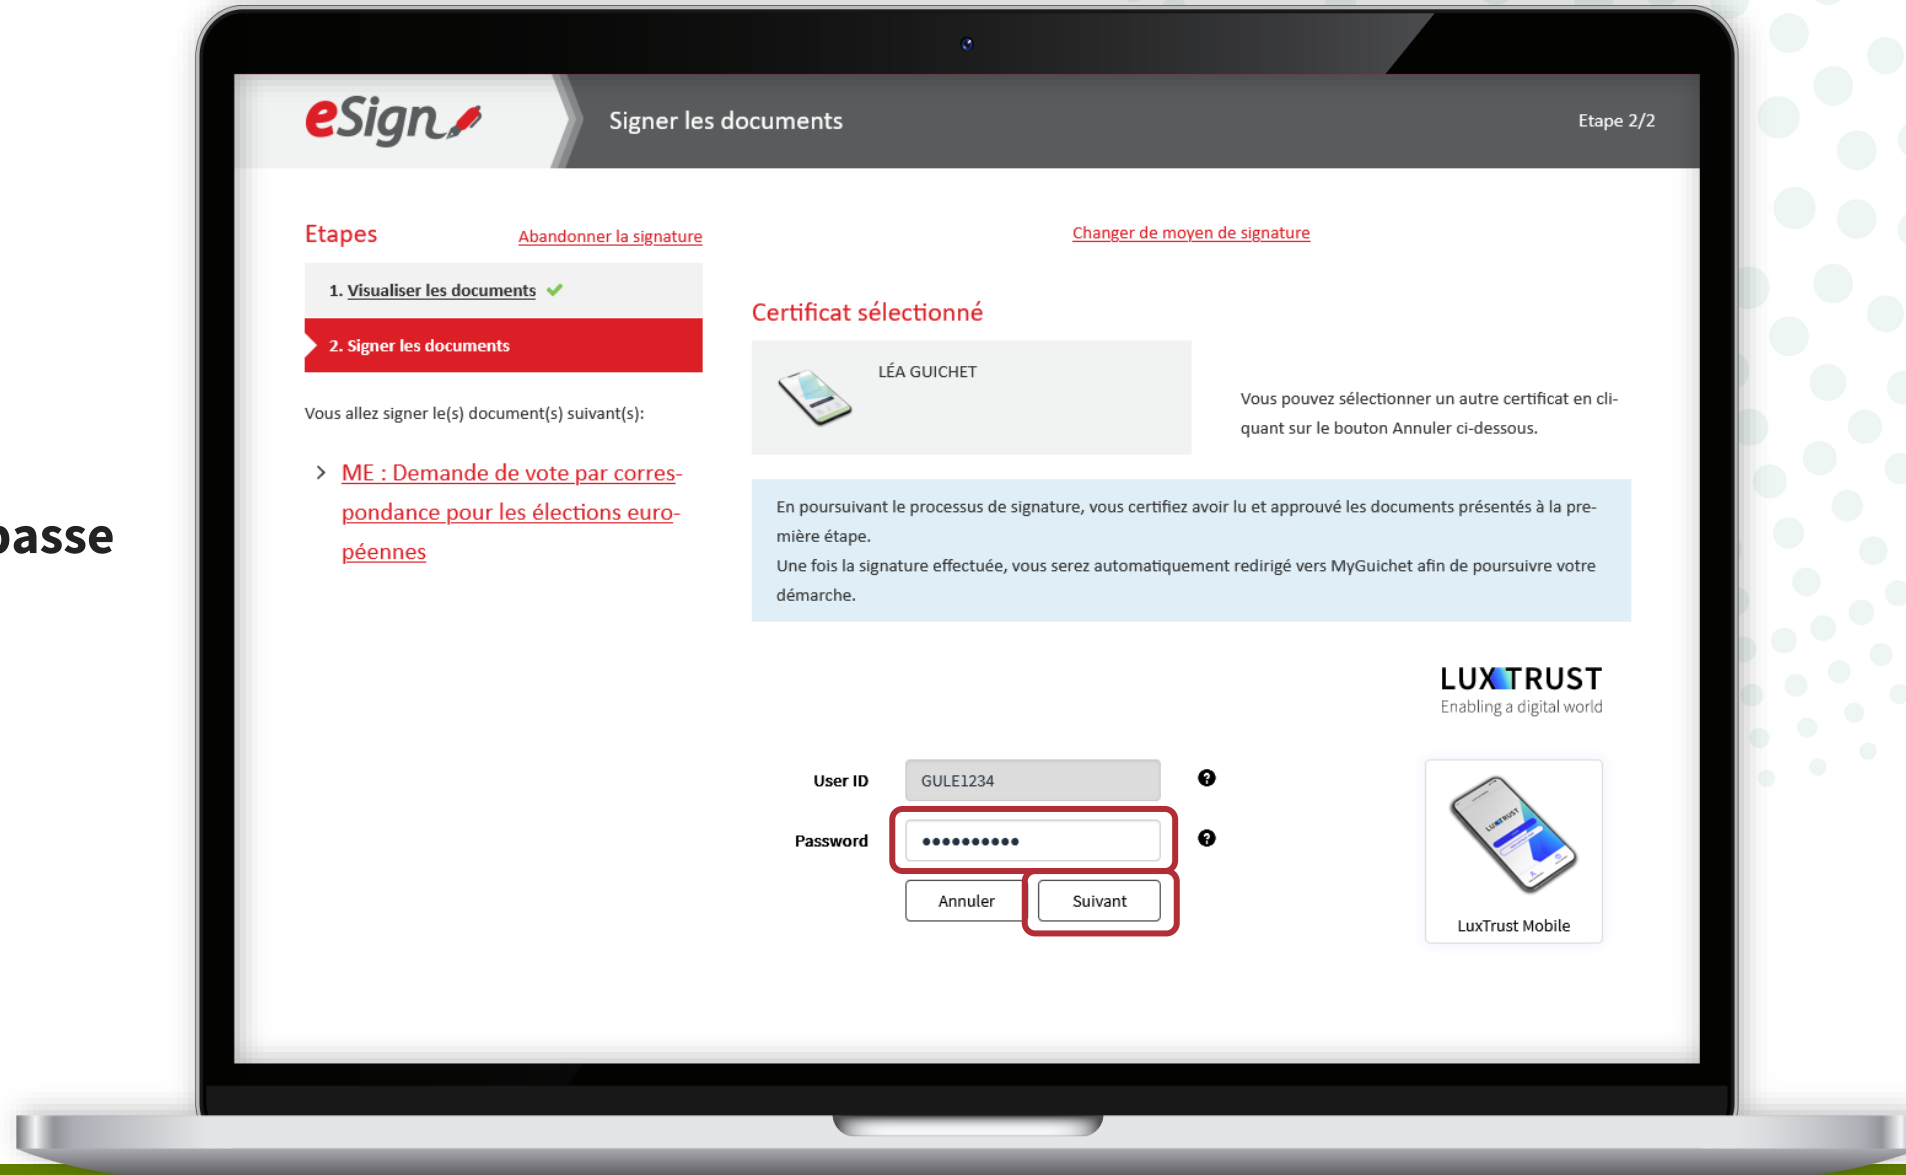 eSign
Signer les documents
Etape 2/2
Etapes
Abandonner la signature
Changer de moyen de signature
1. Visualiser les documents
2. Signer les documents
Certificat sélectionné
LÉA GUICHET
Vous pouvez sélectionner un autre certificat en cli-
quant sur le bouton Annuler ci-dessous.
Vous allez signer le(s) document(s) suivant(s):
ME : Demande de vote par corres-
pondance pour les élections euro-
péennes
passe
En poursuivant le processus de signature, vous certifiez avoir lu et approuvé les documents présentés à la pre-
mière étape.
Une fois la signature effectuée, vous serez automatiquement redirigé vers MyGuichet afin de poursuivre votre
démarche.
LUXTRUST
Enabling a digital world
User ID
GULE1234
Password
••••••••••
Annuler
Suivant
LUXTRUST
LuxTrust Mobile